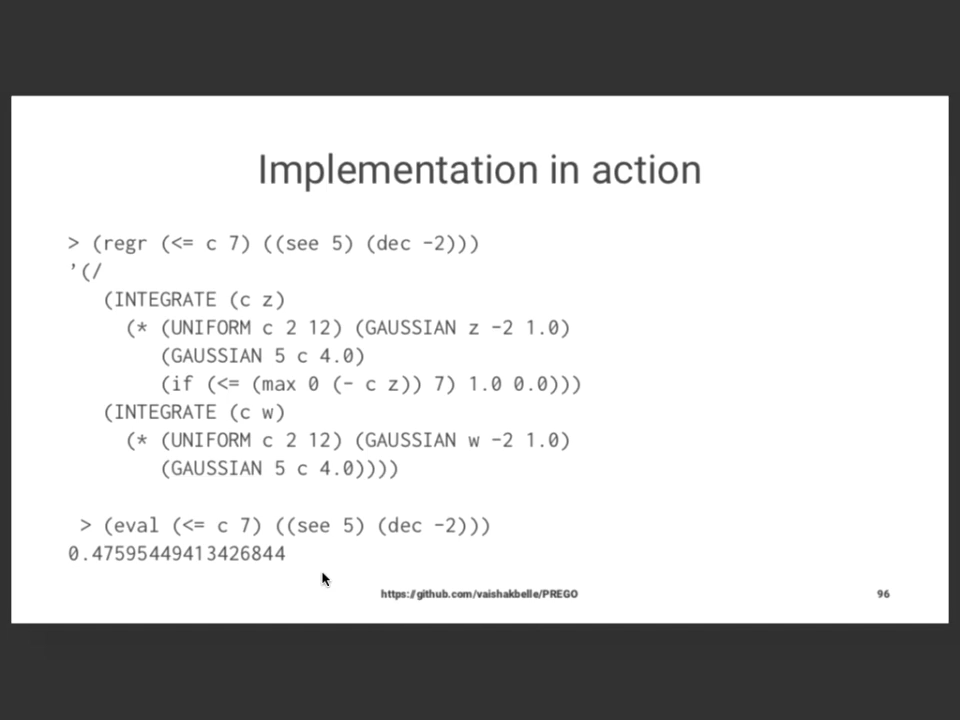 Implementation in action
> (regr (<= c 7) ((see 5) (dec -2)))
'(/
(INTEGRATE (c z)
(* (UNIFORM c 2 12) (GAUSSIAN z -2 1.0)
(GAUSSIAN 5 c 4.0)
(if (<= (max 0 (- c z)) 7) 1.0 0.0)))
(INTEGRATE (c w)
(* (UNIFORM c 2 12) (GAUSSIAN w -2 1.0)
(GAUSSIAN 5 c 4.0))))
> (eval (<= c 7) ((see 5) (dec -2)))
0.47595449413426844
https://github.com/vaishakbelle/PREGO
96